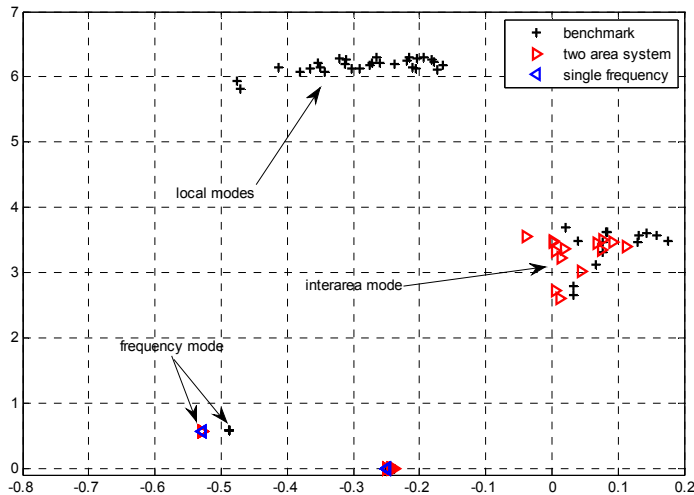 7
6
5
4
3
2
1
0
benchmark
two area system
single frequency
local modes
interarea mode
frequency mode
-0.8 -0.7 -0.6 -0.5 -0.4 -0.3 -0.2 -0.1 0 0.1 0.2